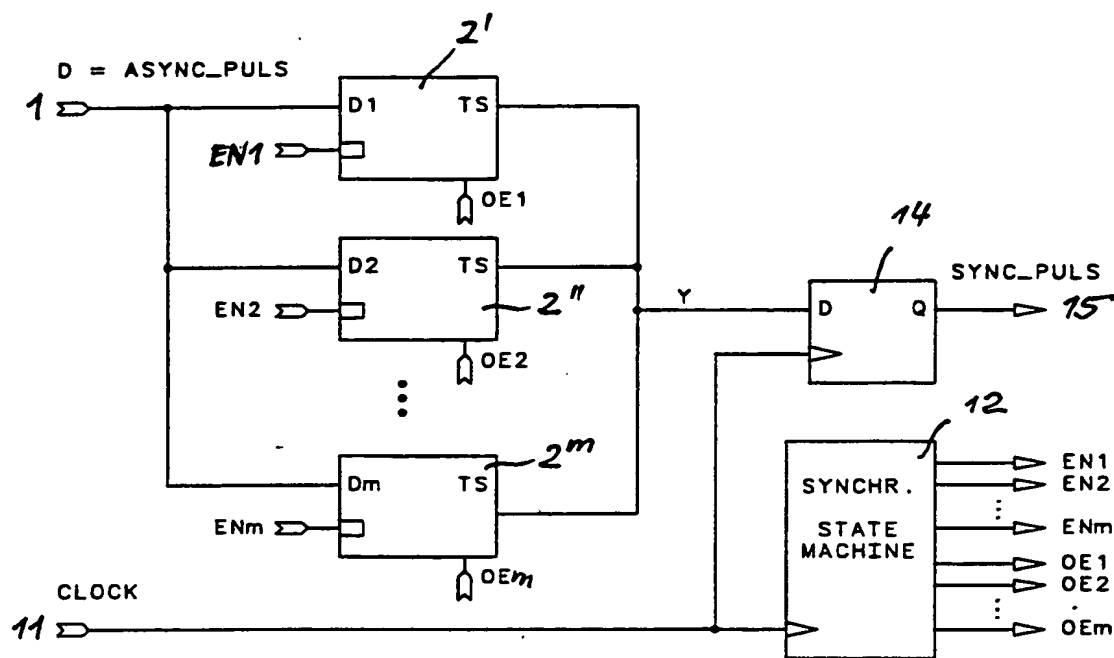 2'
D = ASYNC_PULS
1
D1 TS
EN1
OE1
14
D2 TS
SYNC_PULS
EN2
2"
Y
D Q
15
OE2
12
2m
Dm TS
EN1
SYNCHR.
EN2
ENm
STATE
ENm
MACHINE
OE1
OEm
OE2
CLOCK
11
OEm